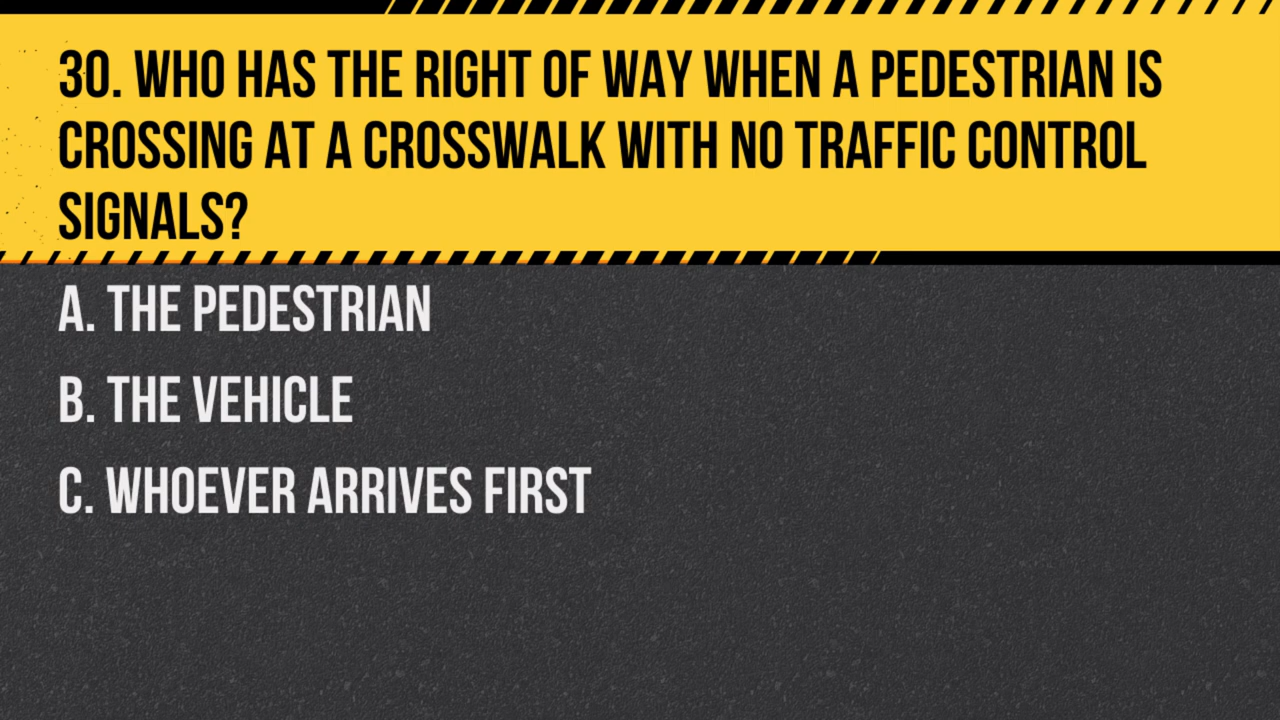 30. WHO HAS THE RIGHT OF WAY WHEN A PEDESTRIAN IS
CROSSING AT A CROSSWALK WITH NO TRAFFIC CONTROL
SIGNALS?
A. THE PEDESTRIAN
B. THE VEHICLE
C. WHOEVER ARRIVES FIRST